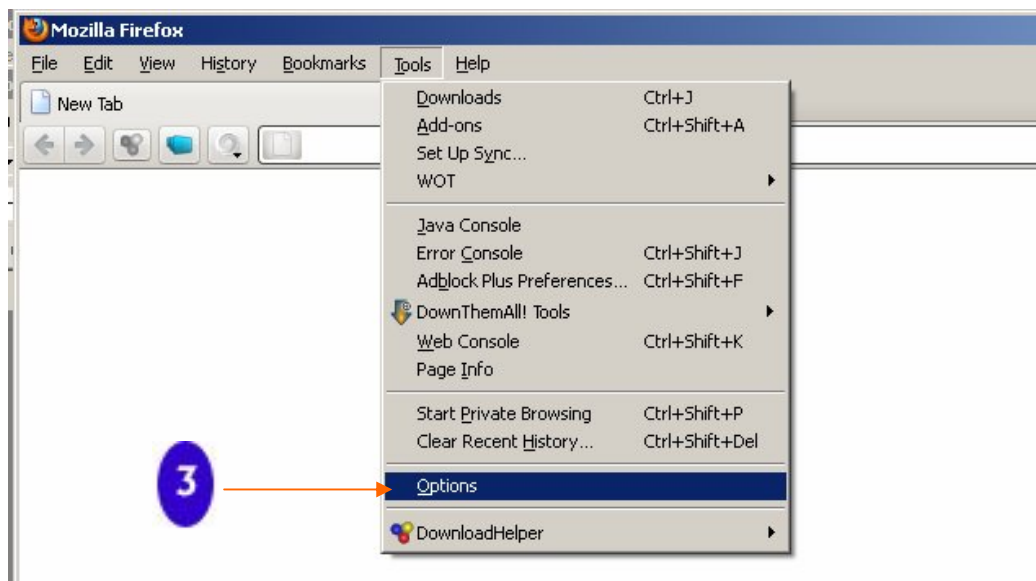 Mozilla Firefox
File Edit View History Bookmarks Tools Help
New Tab
Downloads Ctrl+J
Add-ons Ctrl+Shift+A
Set Up Sync...
WOT
Java Console
Error Console Ctrl+Shift+J
Adblock Plus Preferences... Ctrl+Shift+F
DownThemAll! Tools
Web Console Ctrl+Shift+K
Page Info
Start Private Browsing Ctrl+Shift+P
Clear Recent History... Ctrl+Shift+Del
3
Options
DownloadHelper